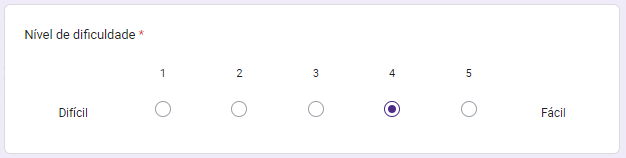 Nível de dificuldade *
1 2 3 4 5
Difícil Fácil